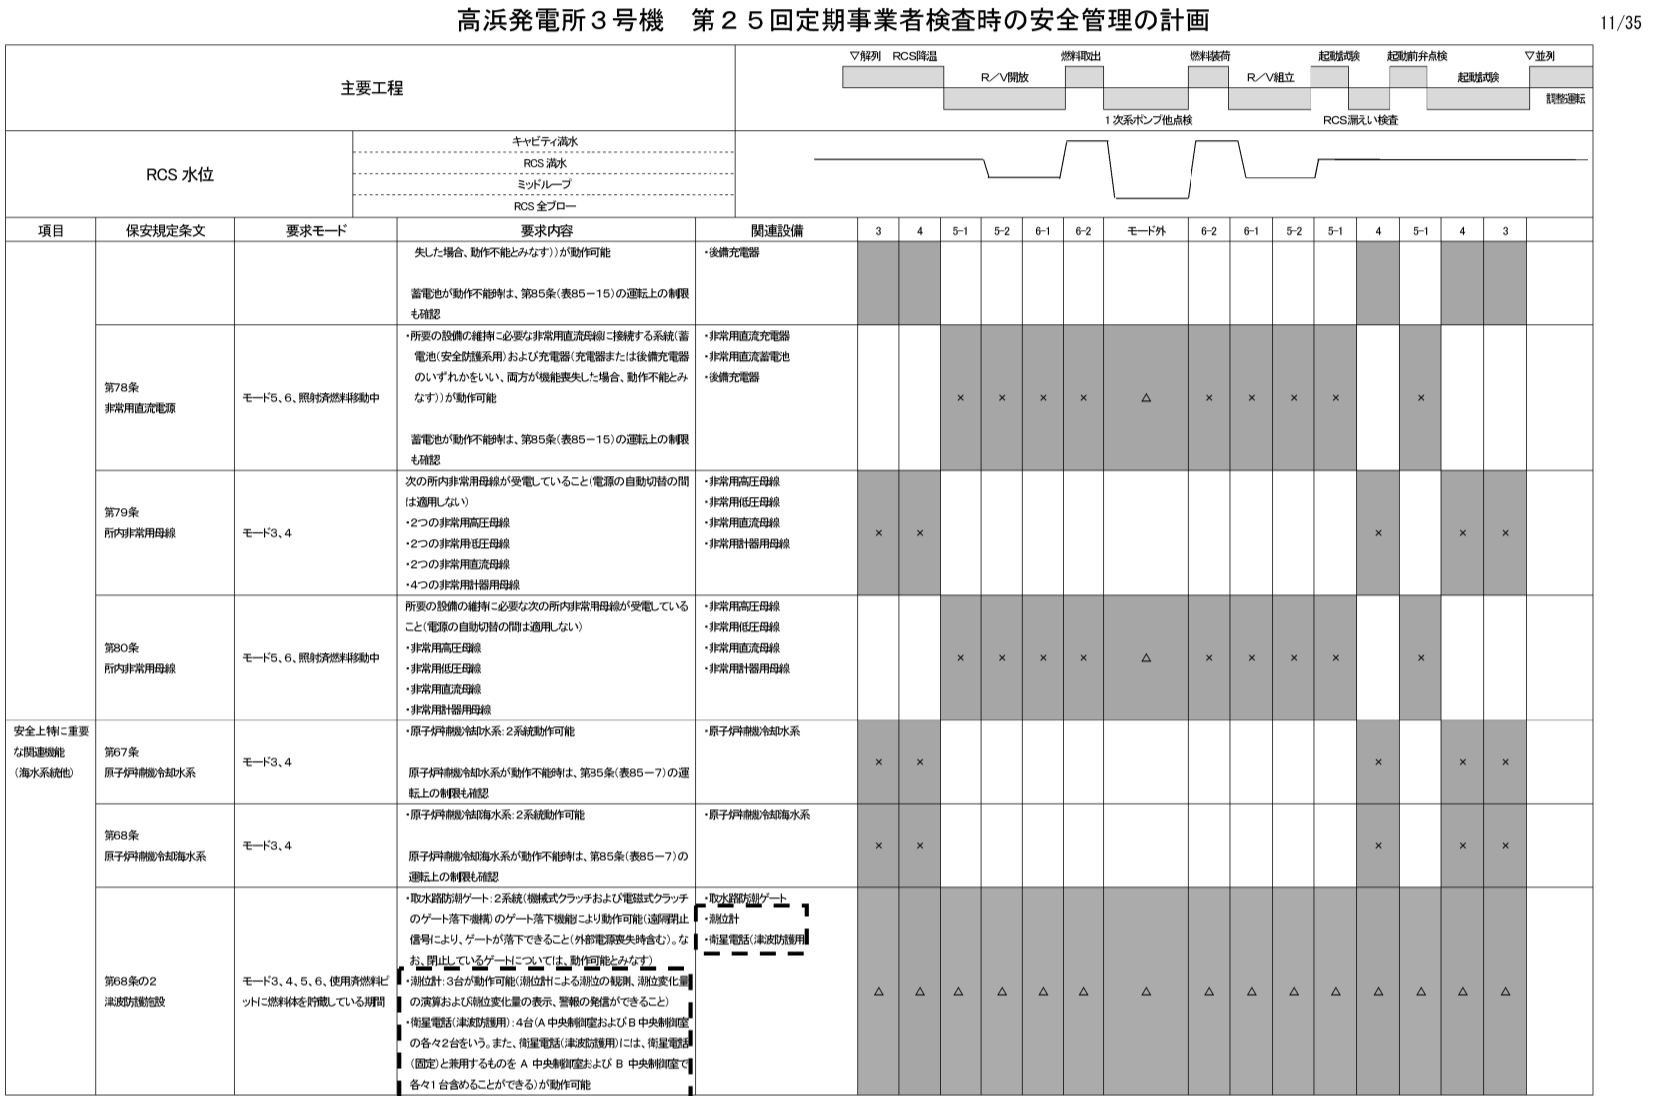 高浜発電所３号機　第２５回定期事業者検査時の安全管理の計画
11/35
主要工程
▽解列 RCS降温 燃料取出 燃料装荷 起動試験 起動前弁点検 ▽並列
R／V開放 R／V組立 起動試験
調整運転
1次系ポンプ他点検 RCS漏えい検査
RCS 水位
キャビティ満水
RCS 満水
ミッドループ
RCS 全ブロー
項目 保安規定条文 要求モード 要求内容 関連設備 3 4 5-1 5-2 6-1 6-2 モード外 6-2 6-1 5-2 5-1 4 5-1 4 3
失した場合、動作不能とみなす））が動作可能
蓄電池が動作不能時は、第85条（表85－15）の運転上の制限
も確認
・後備充電器
第78条
非常用直流電源
モード5、6、照射済燃料移動中
・所要の設備の維持に必要な非常用直流母線に接続する系統（蓄
電池（安全防護系用）および充電器（充電器または後備充電器
のいずれかをいい、両方が機能喪失した場合、動作不能とみ
なす））が動作可能
蓄電池が動作不能時は、第85条（表85－15）の運転上の制限
も確認
・非常用直流充電器
・非常用直流蓄電池
・後備充電器
× × × × △ × × × × ×
第79条
所内非常用母線
モード3、4
次の所内非常用母線が受電していること（電源の自動切替の間
は適用しない）
・2つの非常用高圧母線
・2つの非常用低圧母線
・2つの非常用直流母線
・4つの非常用計器用母線
・非常用高圧母線
・非常用低圧母線
・非常用直流母線
・非常用計器用母線
× × × × ×
第80条
所内非常用母線
モード5、6、照射済燃料移動中
所要の設備の維持に必要な次の所内非常用母線が受電している
こと（電源の自動切替の間は適用しない）
・非常用高圧母線
・非常用低圧母線
・非常用直流母線
・非常用計器用母線
・非常用高圧母線
・非常用低圧母線
・非常用直流母線
・非常用計器用母線
× × × × △ × × × × ×
安全上特に重要
な関連機能
（海水系統他）
第67条
原子炉補機冷却水系
モード3、4
・原子炉補機冷却水系：2系統動作可能
原子炉補機冷却水系が動作不能時は、第85条（表85－7）の運
転上の制限も確認
・原子炉補機冷却水系
× × × × ×
第68条
原子炉補機冷却海水系
モード3、4
・原子炉補機冷却海水系：2系統動作可能
原子炉補機冷却海水系が動作不能時は、第85条（表85－7）の
運転上の制限も確認
・原子炉補機冷却海水系
× × × × ×
第68条の2
津波防護施設
モード3、4、5、6、使用済燃料ピ
ットに燃料体を貯蔵している期間
・取水路防潮ゲート：2系統（機械式クラッチおよび電磁式クラッチ
のゲート落下機構）のゲート落下機能により動作可能（遠隔閉止
信号により、ゲートが落下できること（外部電源喪失時含む）。な
お、閉止しているゲートについては、動作可能とみなす）
・潮位計：3台が動作可能（潮位計による潮位の観測、潮位変化量
の演算および潮位変化量の表示、警報の発信ができること）
・衛星電話（津波防護用）：4台（A 中央制御室および B 中央制御室
の各々2台をいう。また、衛星電話（津波防護用）には、衛星電話
（固定）と兼用するものを A 中央制御室および B 中央制御室で
各々1台含めることができる）が動作可能
・取水路防潮ゲート
・潮位計
・衛星電話（津波防護用
△ △ △ △ △ △ △ △ △ △ △ △ △ △ △